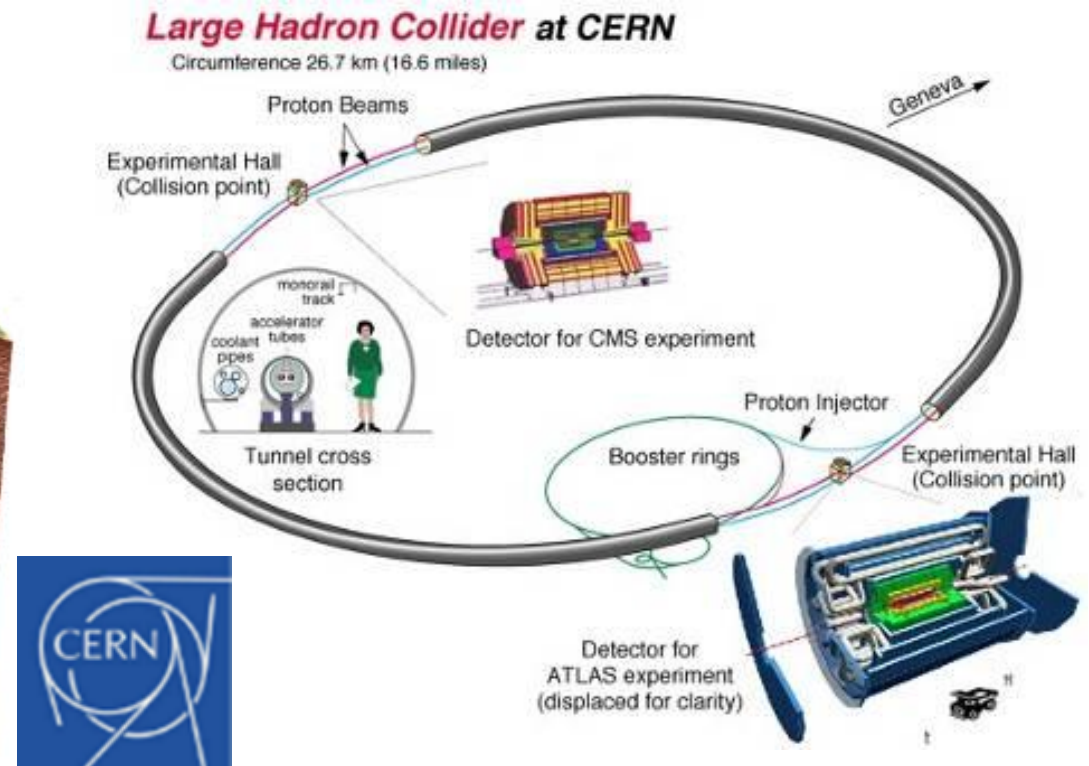 Large Hadron Collider at CERN
Circumference 26.7 km (16.6 miles)
Proton Beams
Geneva
Experimental Hall
(Collision point)
monorail
track
accelerator
tubes
coolant
pipes
Detector for CMS experiment
Tunnel cross
section
Proton Injector
Booster rings
Experimental Hall
(Collision point)
CERN
Detector for
ATLAS experiment
(displaced for clarity)